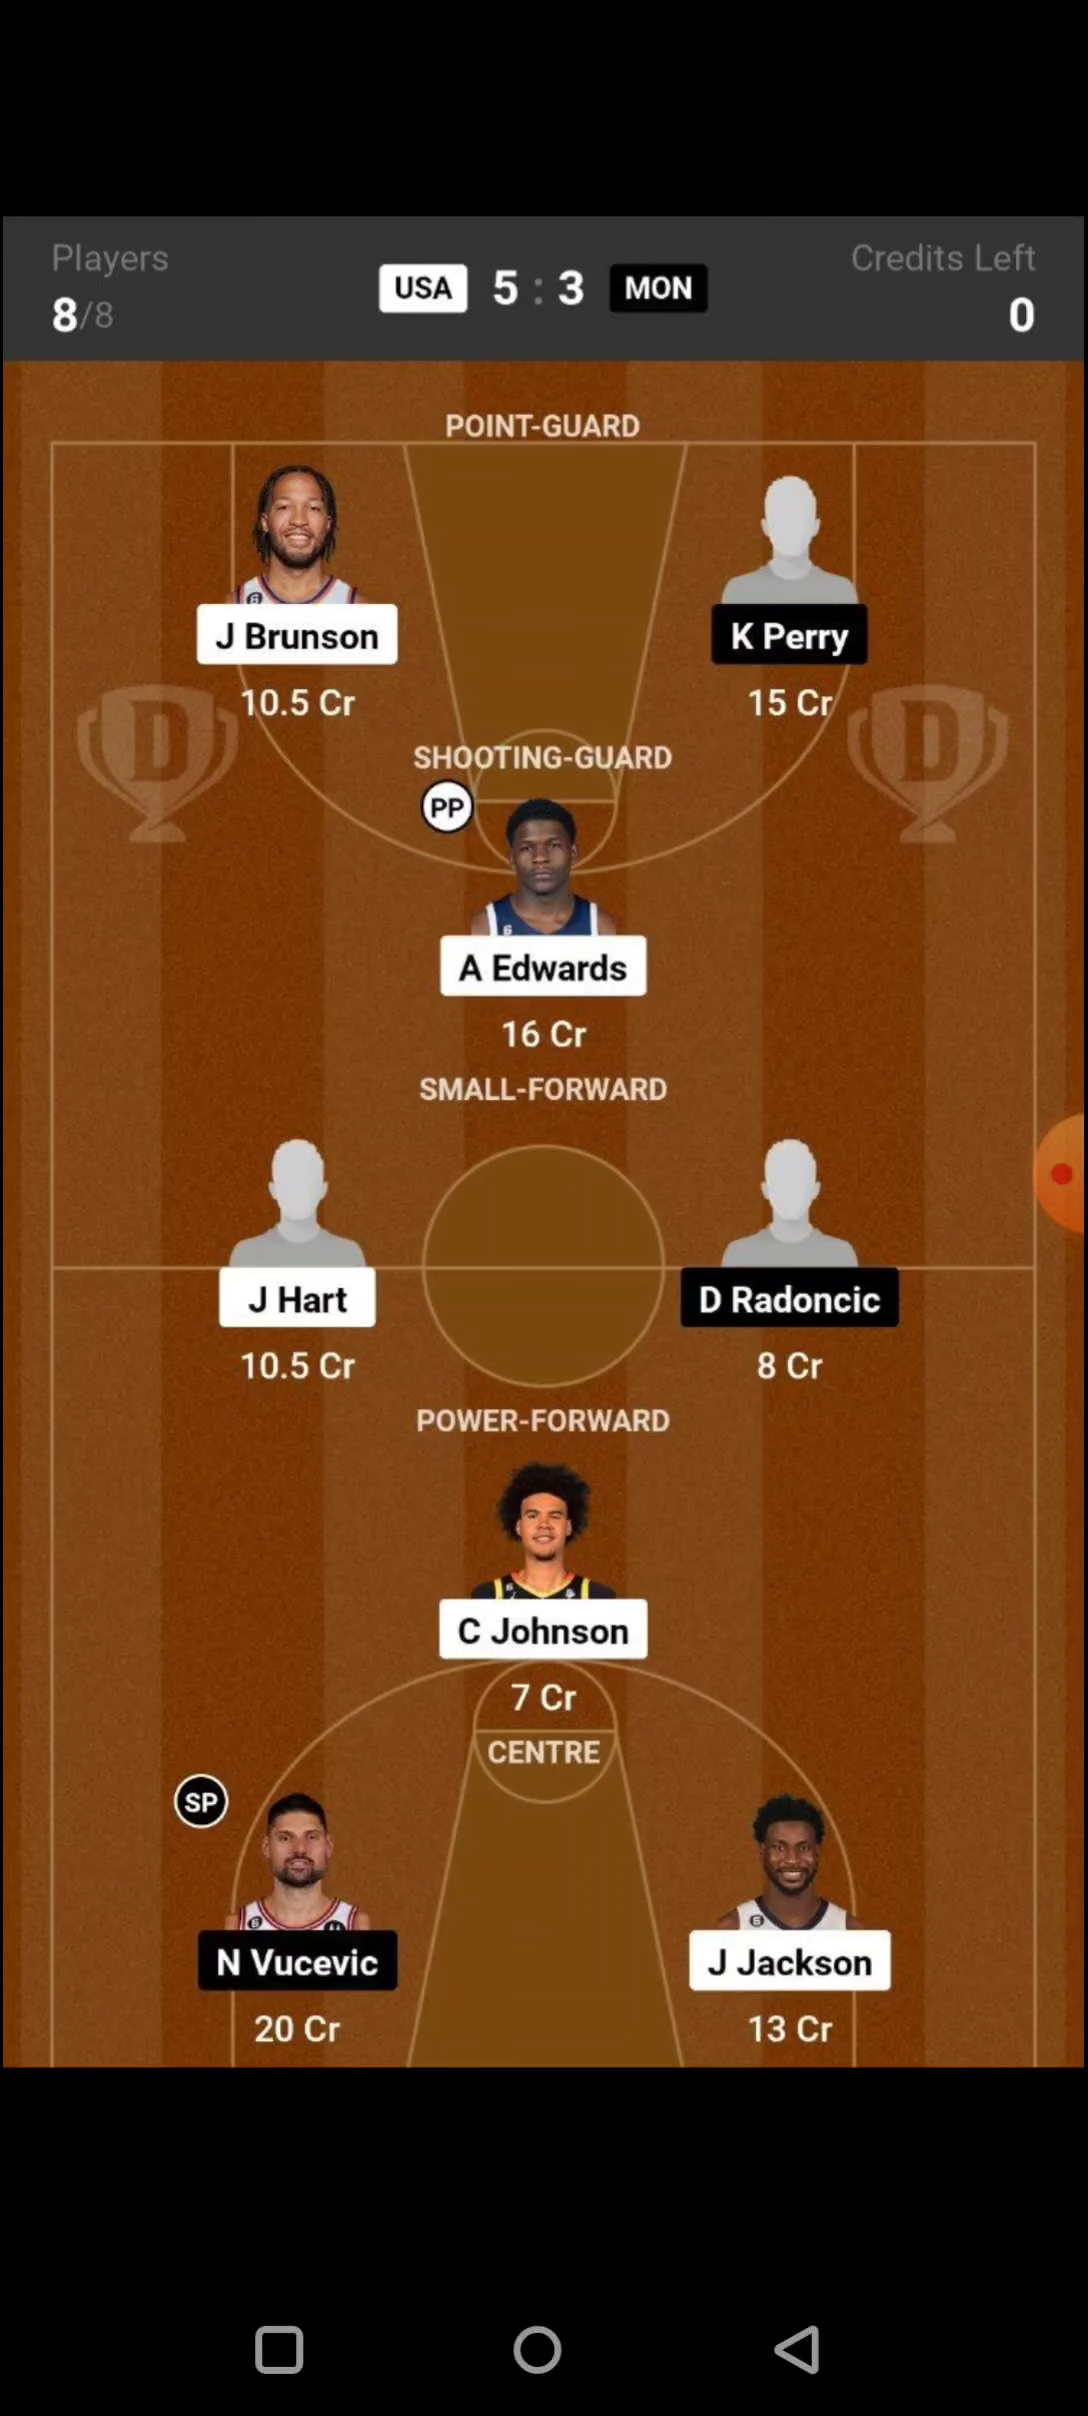 Players
8/8
USA 5 : 3 MON
Credits Left
0
POINT-GUARD
J Brunson
10.5 Cr
K Perry
15 Cr
D
D
SHOOTING-GUARD
PP
6
A Edwards
16 Cr
SMALL-FORWARD
J Hart
10.5 Cr
D Radoncic
8 Cr
POWER-FORWARD
C Johnson
7 Cr
CENTRE
SP
N Vucevic
20 Cr
6
J Jackson
13 Cr